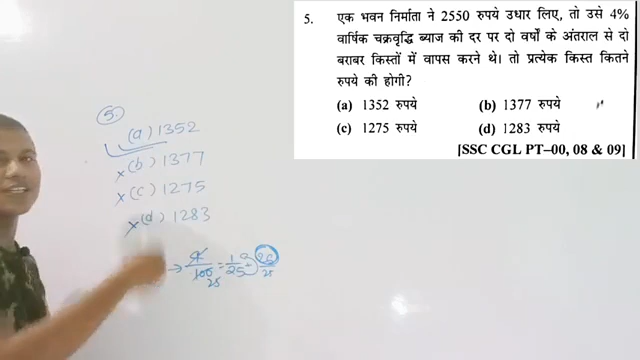 5. एक भवन निर्माता ने 2550 रुपये उधार लिए, तो उसे 4%
वार्षिक चक्रवृद्धि ब्याज की दर पर दो वर्षों के अंतराल से दो
बराबर किस्तों में वापस करने थे। तो प्रत्येक किस्त कितने
रुपये की होगी?
(a) 1352 रुपये (b) 1377 रुपये
(c) 1275 रुपये (d) 1283 रुपये
[SSC CGL PT–00, 08 & 09]
5.
(a) 1352
× (b) 1377
× (c) 1275
× (d) 1283
→ 4/100 = 1/25
25